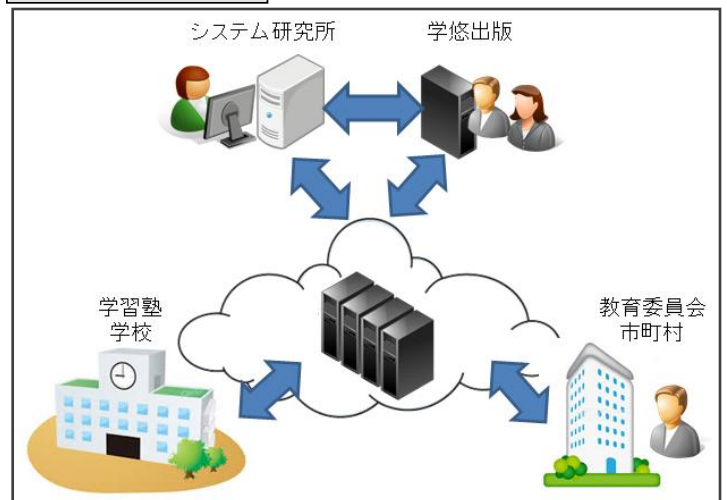 システム研究所
学悠出版
学習塾
学校
教育委員会
市町村